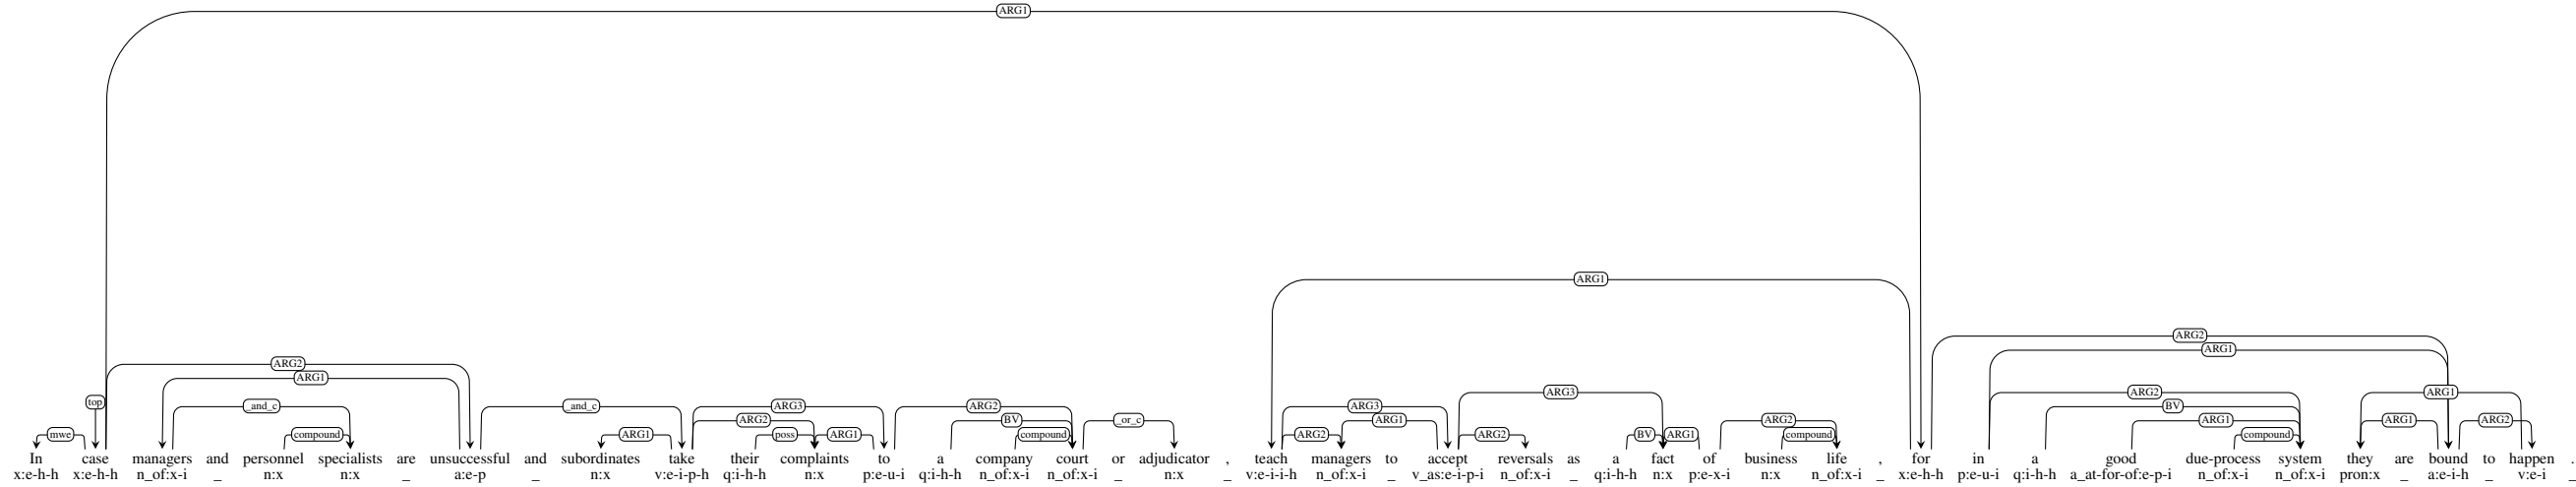 ARG1
ARG1
ARG2
ARG1
ARG2
ARG1
ARG3 ARG2 ARG1
top _and_c _and_c ARG3 ARG2 ARG3 BV
ARG2 BV _or_c ARG1 ARG2 ARG1
mwe compound ARG1 poss ARG1 compound ARG2 ARG2 BV ARG1 compound compound ARG1 ARG2
In case managers and personnel specialists are unsuccessful and subordinates take their complaints to a company court or adjudicator , teach managers to accept reversals as a fact of business life , for in a good due-process system they are bound to happen .
x:e-h-h x:e-h-h n_of:x-i _ n:x n:x _ a:e-p _ n:x v:e-i-p-h q:i-h-h n:x p:e-u-i q:i-h-h n_of:x-i n_of:x-i _ n:x _ v:e-i-i-h n_of:x-i _ v_as:e-i-p-i n_of:x-i _ q:i-h-h n:x p:e-x-i n:x n_of:x-i _ x:e-h-h p:e-u-i q:i-h-h a_at-for-of:e-p-i n_of:x-i n_of:x-i pron:x _ a:e-i-h _ v:e-i _